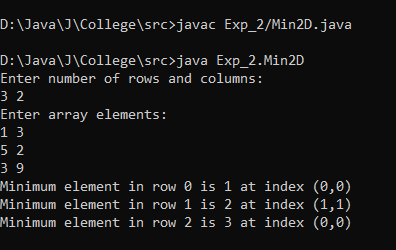 D:\Java\J\College\src>javac Exp_2/Min2D.java
D:\Java\J\College\src>java Exp_2.Min2D
Enter number of rows and columns:
3 2
Enter array elements:
1 3
5 2
3 9
Minimum element in row 0 is 1 at index (0,0)
Minimum element in row 1 is 2 at index (1,1)
Minimum element in row 2 is 3 at index (0,0)